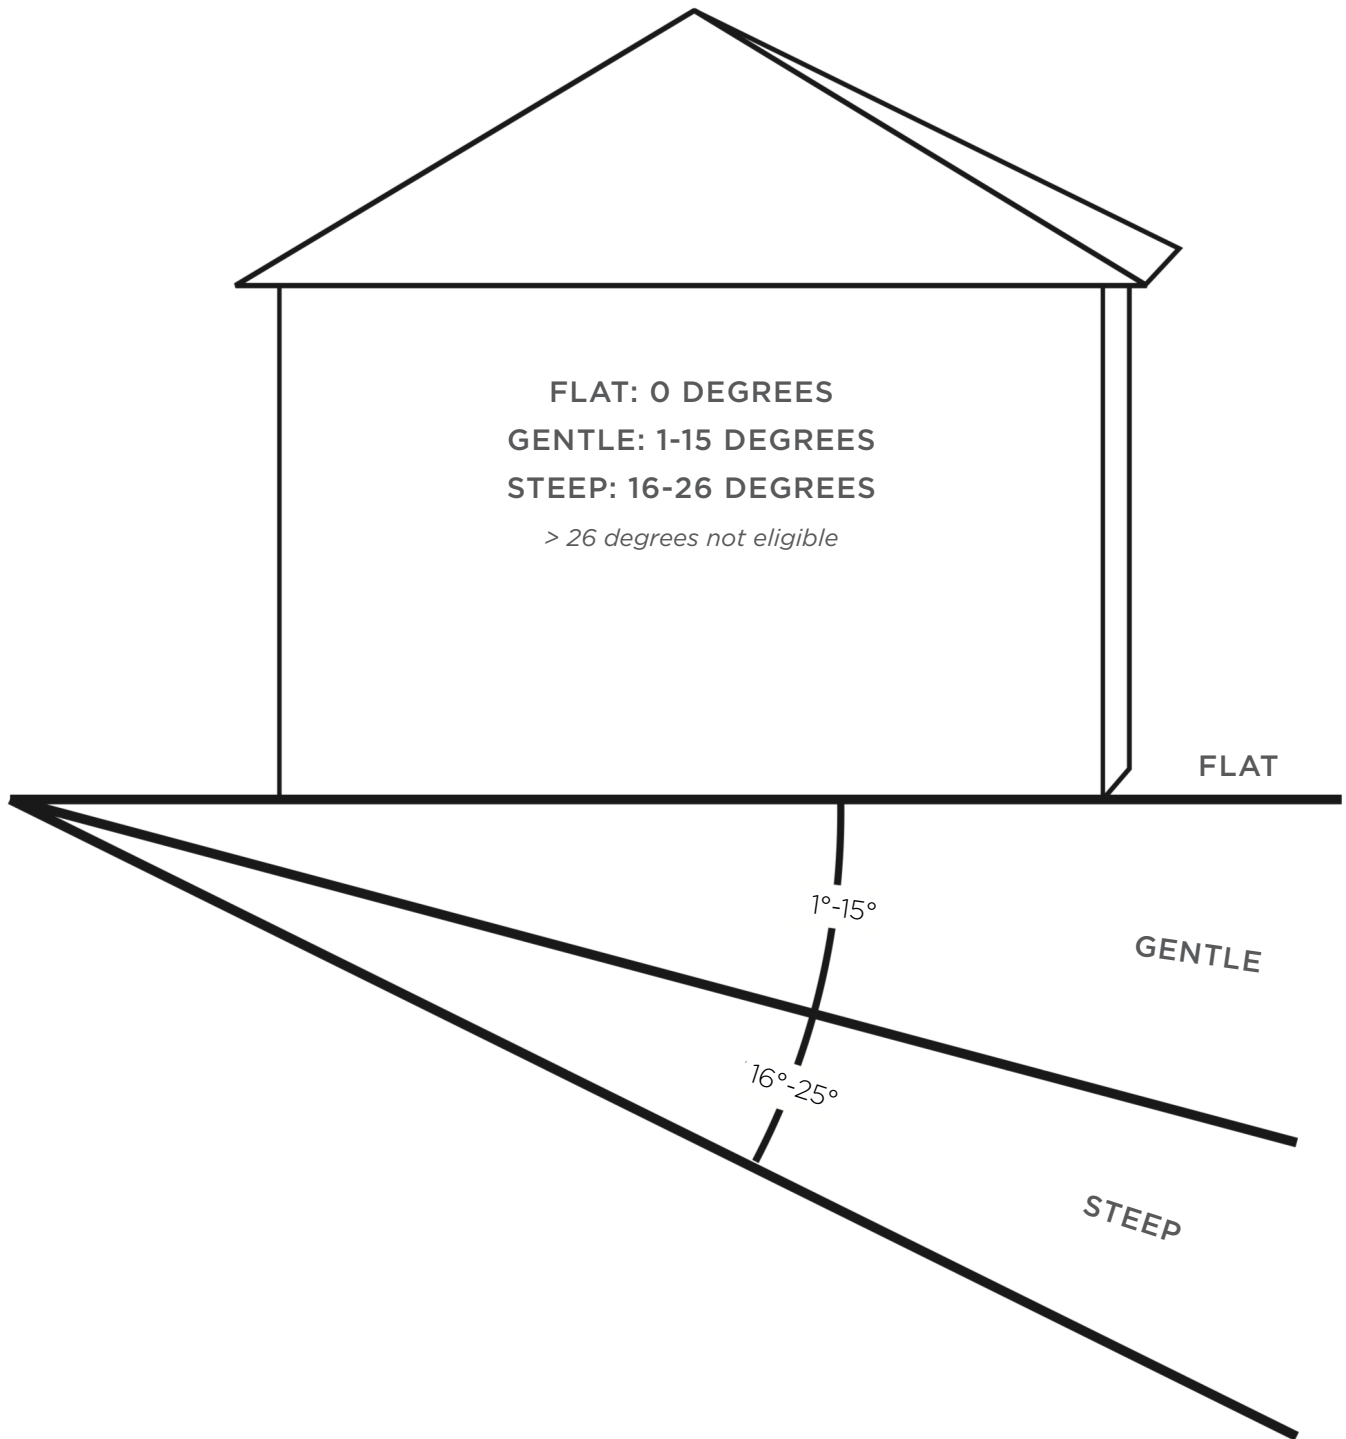 FLAT: 0 DEGREES
GENTLE: 1-15 DEGREES
STEEP: 16-26 DEGREES
> 26 degrees not eligible
FLAT
1°-15°
GENTLE
16°-25°
STEEP